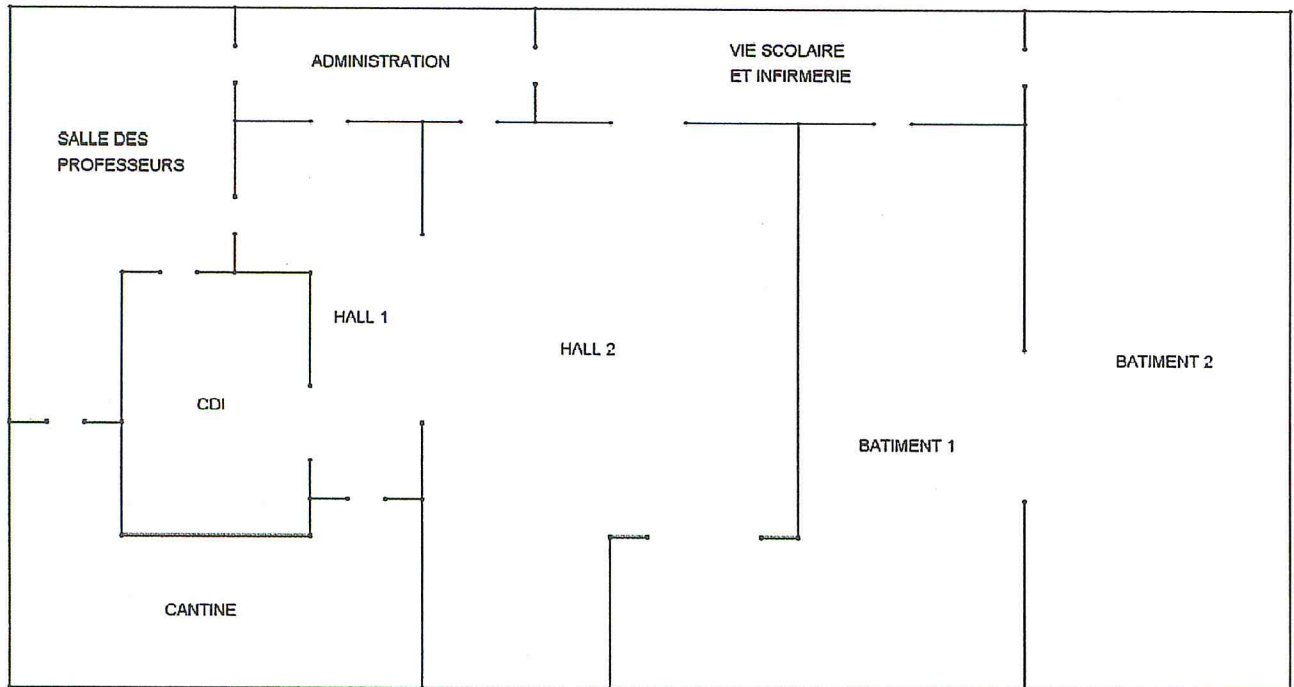 ADMINISTRATION
VIE SCOLAIRE
ET INFIRMERIE
SALLE DES
PROFESSEURS
HALL 1
HALL 2
BATIMENT 2
CDI
BATIMENT 1
CANTINE